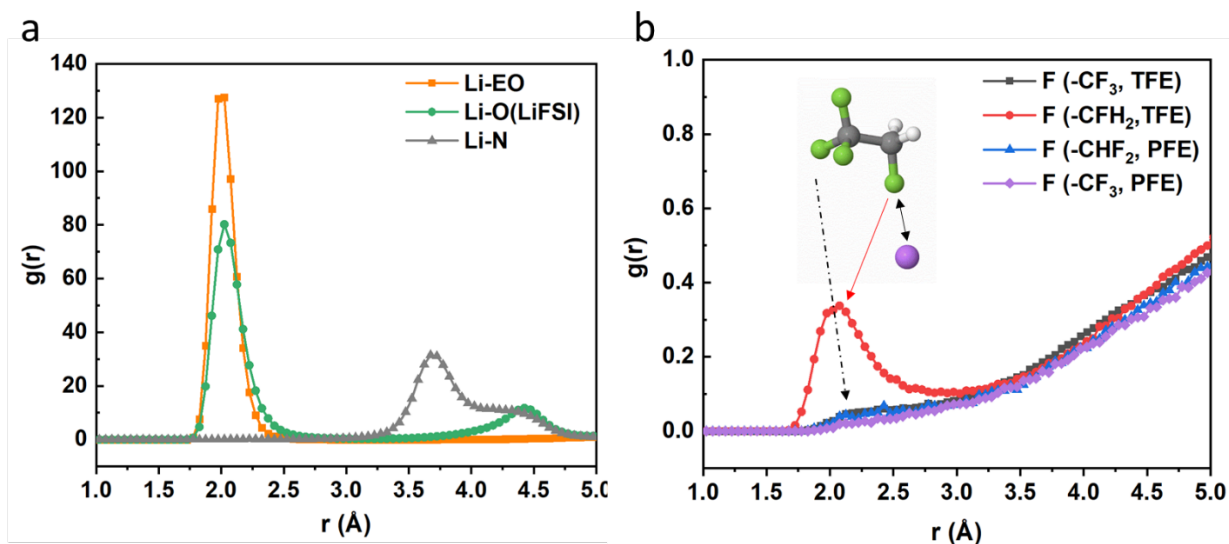 a
140
120
100
80
60
40
20
0
g(r)
1.0 1.5 2.0 2.5 3.0 3.5 4.0 4.5 5.0
r (Å)
Li-EO
Li-O(LiFSI)
Li-N
b
1.0
0.8
0.6
0.4
0.2
0.0
g(r)
1.0 1.5 2.0 2.5 3.0 3.5 4.0 4.5 5.0
r (Å)
F (-CF₃, TFE)
F (-CFH₂,TFE)
F (-CHF₂, PFE)
F (-CF₃, PFE)